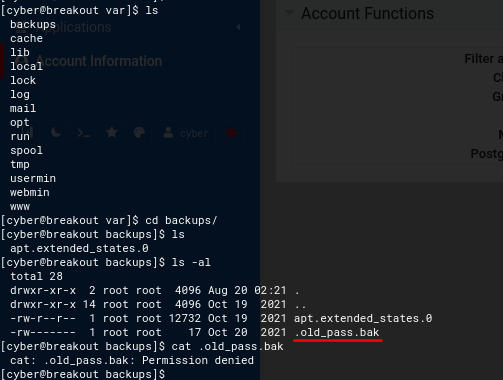 [cyber@breakout var]$ ls
backups
cache
lib
local
lock
log
mail
opt
run
spool
tmp
usermin
webmin
www
[cyber@breakout var]$ cd backups/
[cyber@breakout backups]$ ls
apt.extended_states.0
[cyber@breakout backups]$ ls -al
total 28
drwxr-xr-x  2 root root  4096 Aug 20 02:21 .
drwxr-xr-x 14 root root  4096 Oct 19  2021 ..
-rw-r--r--  1 root root 12732 Oct 19  2021 apt.extended_states.0
-rw-------  1 root root    17 Oct 20  2021 .old_pass.bak
[cyber@breakout backups]$ cat .old_pass.bak
cat: .old_pass.bak: Permission denied
[cyber@breakout backups]$
Applications
Account Information
cyber
Account Functions
Filter a
Cl
Gr
N
Postg